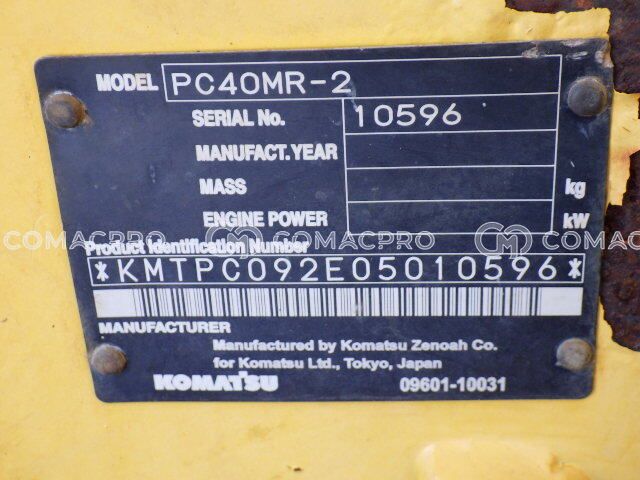 MODEL PC40MR-2
SERIAL No. 10596
MANUFACT.YEAR
MASS kg
ENGINE POWER kW
COMACPRO COMACPRO COMACPRO
Product Identification Number
*KMTPC092E05010596*
MANUFACTURER
Manufactured by Komatsu Zenoah Co.
for Komatsu Ltd., Tokyo, Japan
KOMATSU 09601-10031